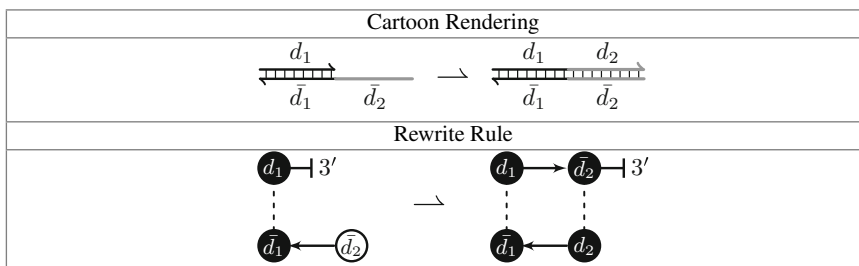 Cartoon Rendering
d₁ d₁ d₂
⇀
d̄₁ d̄₂ d̄₁ d̄₂
Rewrite Rule
d₁ 3′ d₁ d̄₂ 3′
⇀
d̄₁ d̄₂ d̄₁ d₂